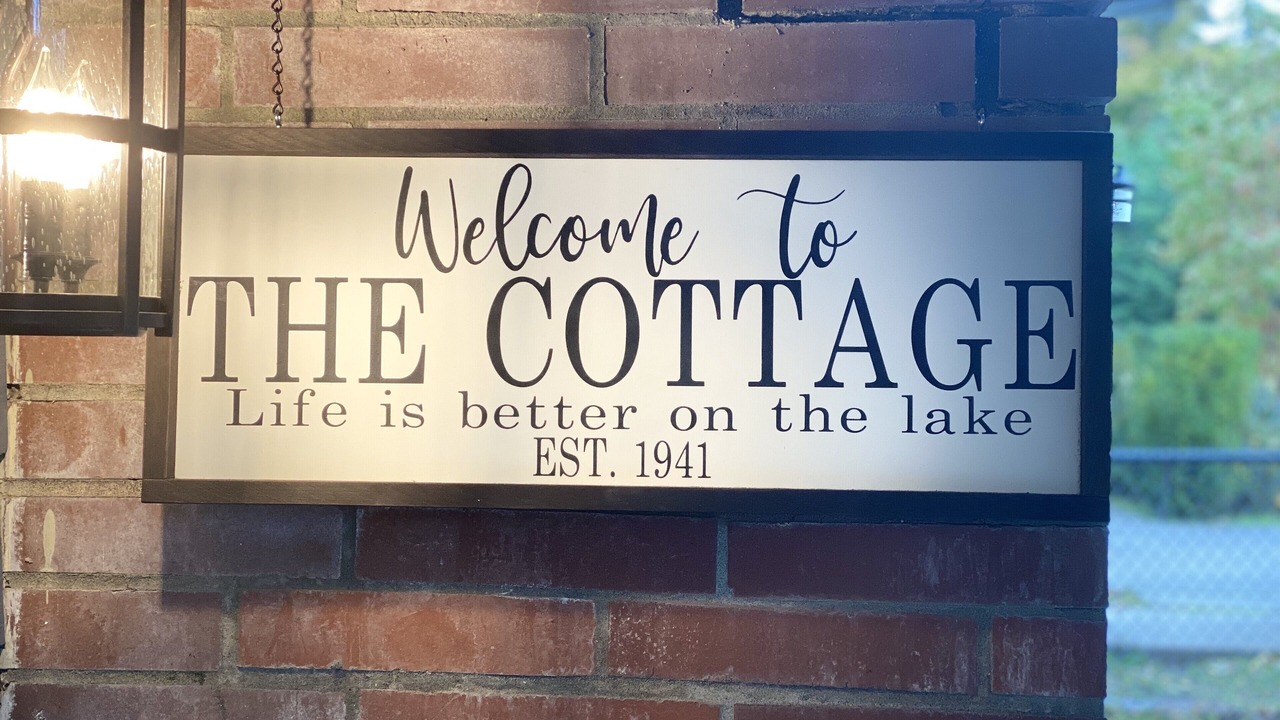 Welcome to
THE COTTAGE
Life is better on the lake
EST. 1941